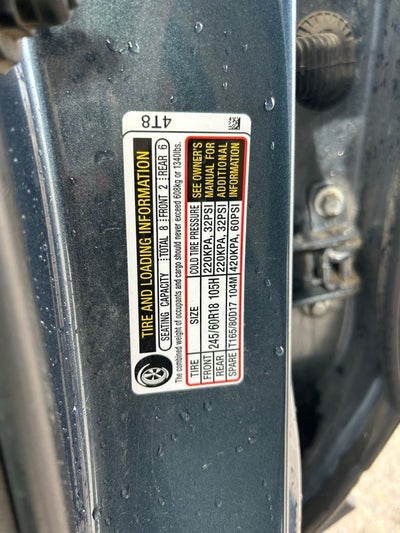 4T8
TIRE AND LOADING INFORMATION
SEATING CAPACITY TOTAL 8 FRONT 2 REAR 6
The combined weight of occupants and cargo should never exceed 608kg or 1340lbs.
TIRE SIZE COLD TIRE PRESSURE
FRONT 245/60R18 105H 220KPA, 32PSI
REAR 245/60R18 105H 220KPA, 32PSI
SPARE T165/80D17 104M 420KPA, 60PSI
SEE OWNER'S
MANUAL FOR
ADDITIONAL
INFORMATION